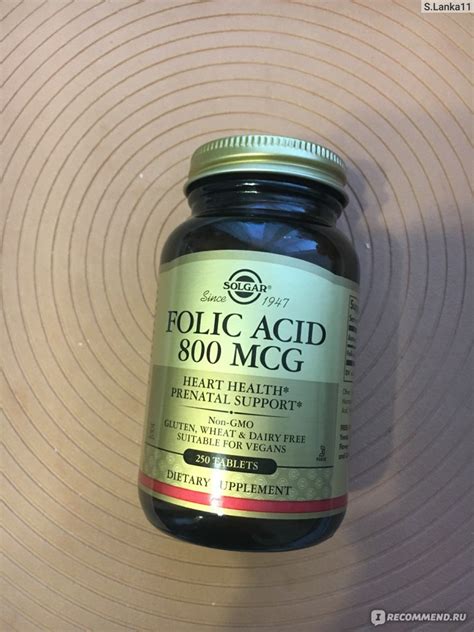 S.Lanka11
SOLGAR®
Since 1947
FOLIC ACID
800 MCG
HEART HEALTH*
PRENATAL SUPPORT*
Non-GMO
GLUTEN, WHEAT & DAIRY FREE
SUITABLE FOR VEGANS
250 TABLETS
DIETARY SUPPLEMENT
I RECOMMEND.RU